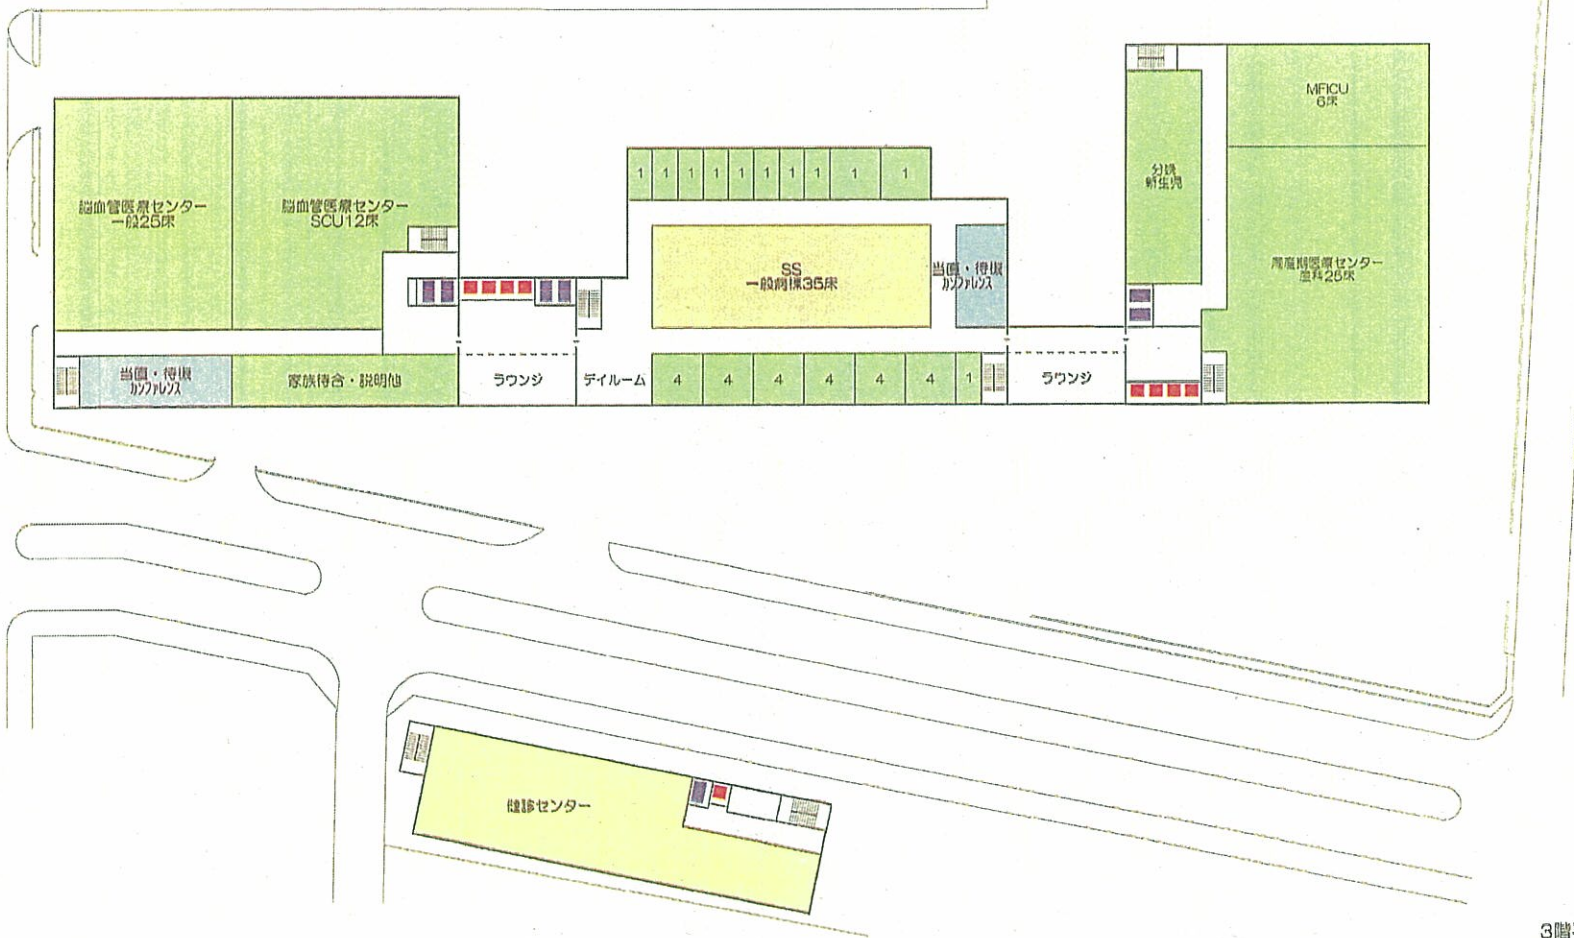 MFICU
6床
脳血管医療センター
一般25床
脳血管医療センター
SCU12床
1
1
1
1
1
1
1
1
1
1
分娩
新生児
SS
一般病棟35床
当直・待機
カンファレンス
周産期医療センター
産科25床
当直・待機
カンファレンス
家族待合・説明他
ラウンジ
デイルーム
4
4
4
4
4
4
1
ラウンジ
健診センター
3階